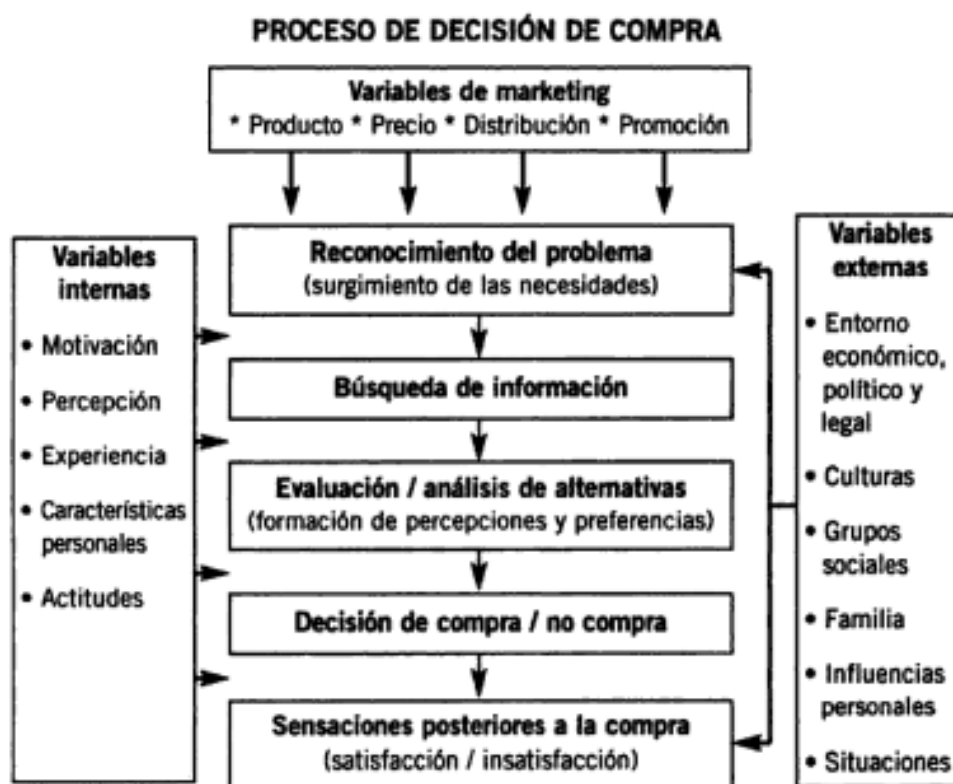 PROCESO DE DECISIÓN DE COMPRA
Variables de marketing
* Producto * Precio * Distribución * Promoción
Variables
internas
• Motivación
• Percepción
• Experiencia
• Características
personales
• Actitudes
Reconocimiento del problema
(surgimiento de las necesidades)
Búsqueda de información
Evaluación / análisis de alternativas
(formación de percepciones y preferencias)
Decisión de compra / no compra
Sensaciones posteriores a la compra
(satisfacción / insatisfacción)
Variables
externas
• Entorno
económico,
político y
legal
• Culturas
• Grupos
sociales
• Familia
• Influencias
personales
• Situaciones